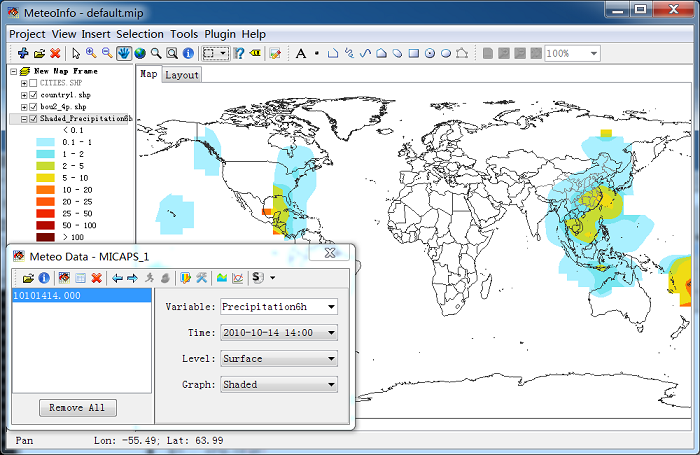 MeteoInfo - default.mip
Project View Insert Selection Tools Plugin Help
A
100%
New Map Frame
CITIES.SHP
country1.shp
bou2_4p.shp
Shaded_Precipitation6h
< 0.1
0.1 - 1
1 - 2
2 - 5
5 - 10
10 - 20
20 - 25
25 - 50
50 - 100
> 100
Map Layout
Meteo Data - MICAPS_1
S
10101414.000
Variable: Precipitation6h
Time: 2010-10-14 14:00
Level: Surface
Graph: Shaded
Remove All
Pan Lon: -55.49; Lat: 63.99